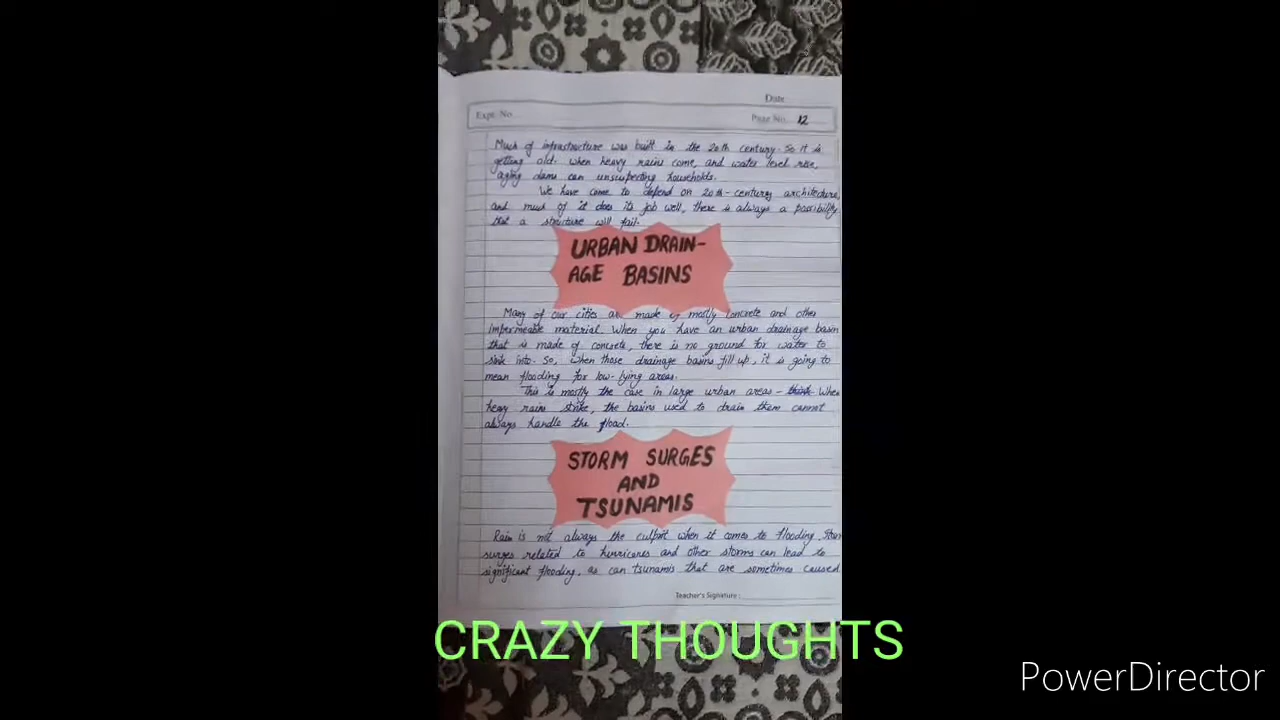 Date
Expt. No.
Page No. 12
Much of infrastructure was built in the 20th century. So it is
getting old. When heavy rains come, and water level rise,
aging dams can unsuspecting households.
We have come to depend on 20th-century architecture,
and much of it does its job well, there is always a possibility
that a structure will fail.
URBAN DRAIN-
AGE BASINS
Many of our cities are made of mostly concrete and other
impermeable material. When you have an urban drainage basin
that is made of concrete, there is no ground for water to
sink into. So, when those drainage basins fill up, it is going to
mean flooding for low-lying areas.
This is mostly the case in large urban areas - think When
heavy rains strike, the basins used to drain them cannot
always handle the flood.
STORM SURGES
AND
TSUNAMIS
Rain is not always the culprit when it comes to flooding.
surges related to hurricanes and other storms can lead to
significant flooding, as can tsunamis that are sometimes caused
Teacher's Signature :
CRAZY THOUGHTS
PowerDirector